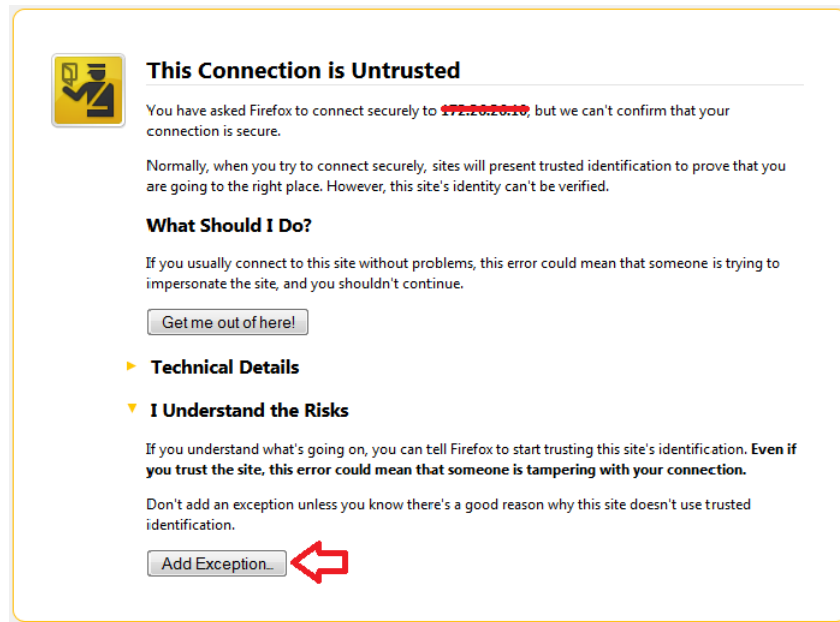 This Connection is Untrusted
You have asked Firefox to connect securely to , but we can't confirm that your
connection is secure.
Normally, when you try to connect securely, sites will present trusted identification to prove that you
are going to the right place. However, this site's identity can't be verified.
What Should I Do?
If you usually connect to this site without problems, this error could mean that someone is trying to
impersonate the site, and you shouldn't continue.
Get me out of here!
Technical Details
I Understand the Risks
If you understand what's going on, you can tell Firefox to start trusting this site's identification. Even if
you trust the site, this error could mean that someone is tampering with your connection.
Don't add an exception unless you know there's a good reason why this site doesn't use trusted
identification.
Add Exception...